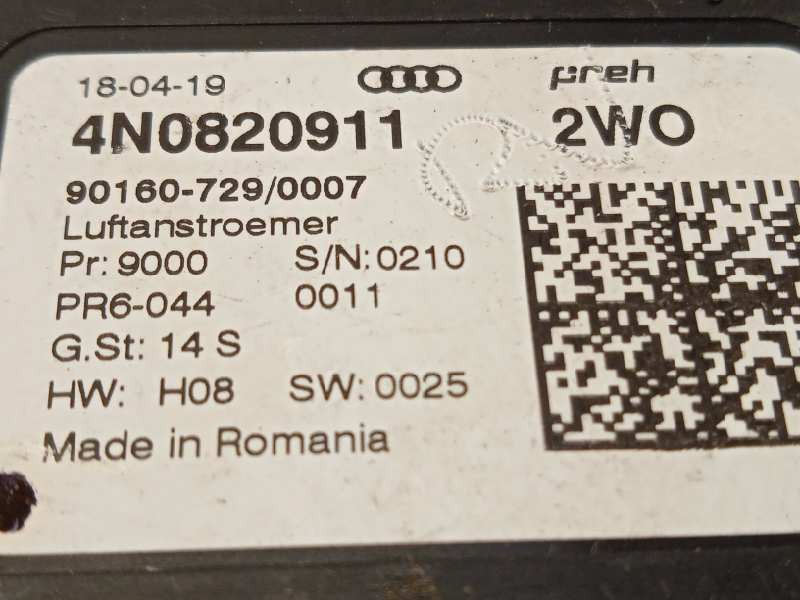 18-04-19 preh
4N0820911 2WO
90160-729/0007
Luftanstroemer
Pr: 9000 S/N: 0210
PR6-044 0011
G.St: 14 S
HW: H08 SW: 0025
Made in Romania